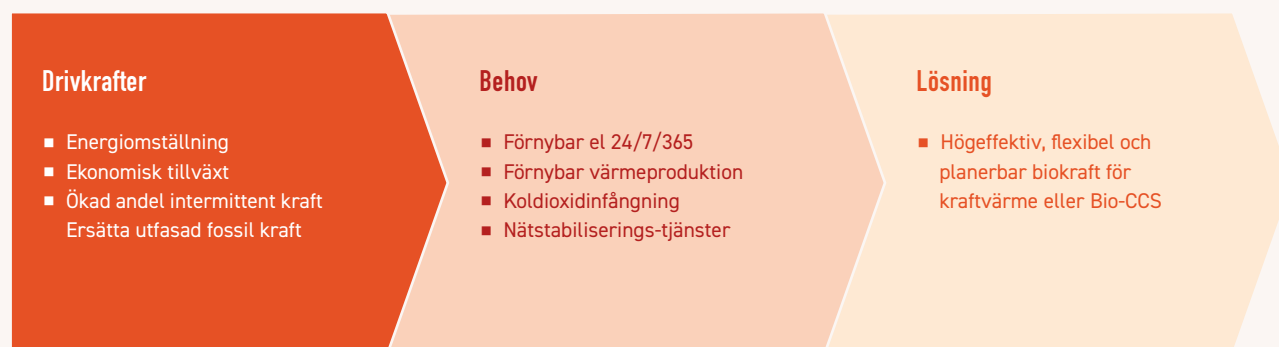 Drivkrafter
■ Energiomställning
■ Ekonomisk tillväxt
■ Ökad andel intermittent kraft
Ersätta utfasad fossil kraft
Behov
■ Förnybar el 24/7/365
■ Förnybar värmeproduktion
■ Koldioxidinfångning
■ Nätstabiliserings-tjänster
Lösning
■ Högeffektiv, flexibel och
planerbar biokraft för
kraftvärme eller Bio-CCS